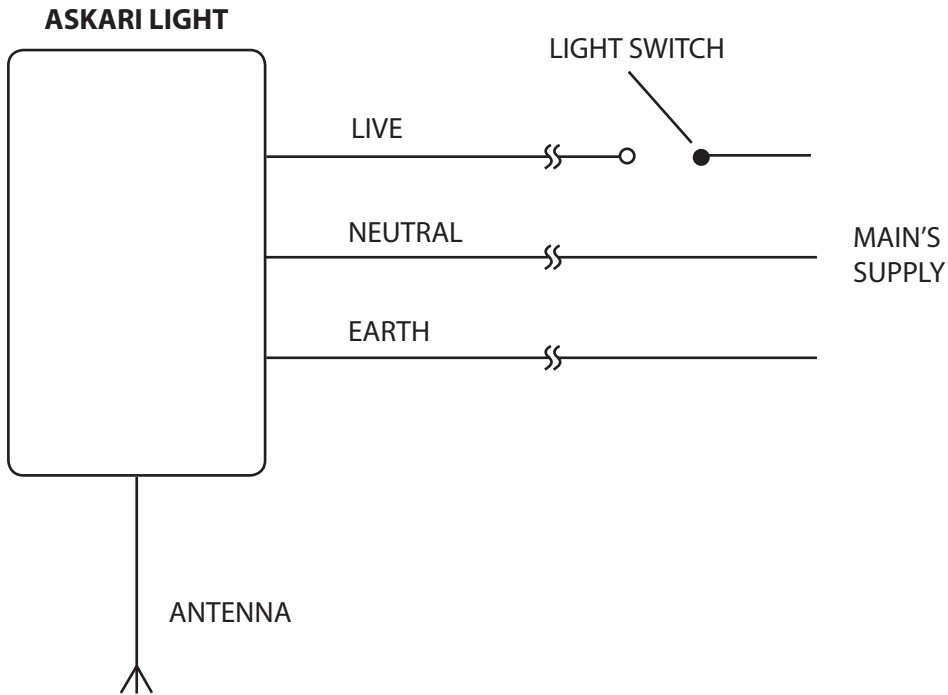 ASKARI LIGHT
LIGHT SWITCH
LIVE
NEUTRAL
MAIN'S
SUPPLY
EARTH
ANTENNA